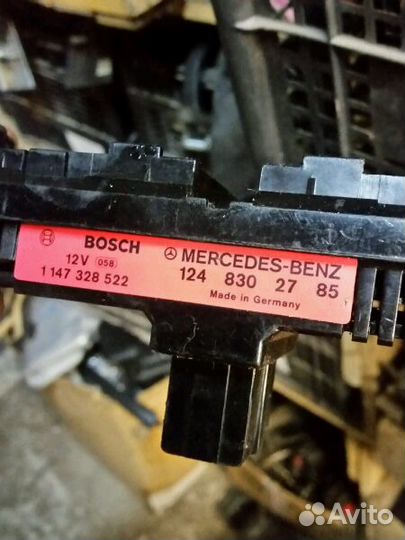 BOSCH MERCEDES-BENZ
12V 058 124 830 27 85
1 147 328 522 Made in Germany
Avito